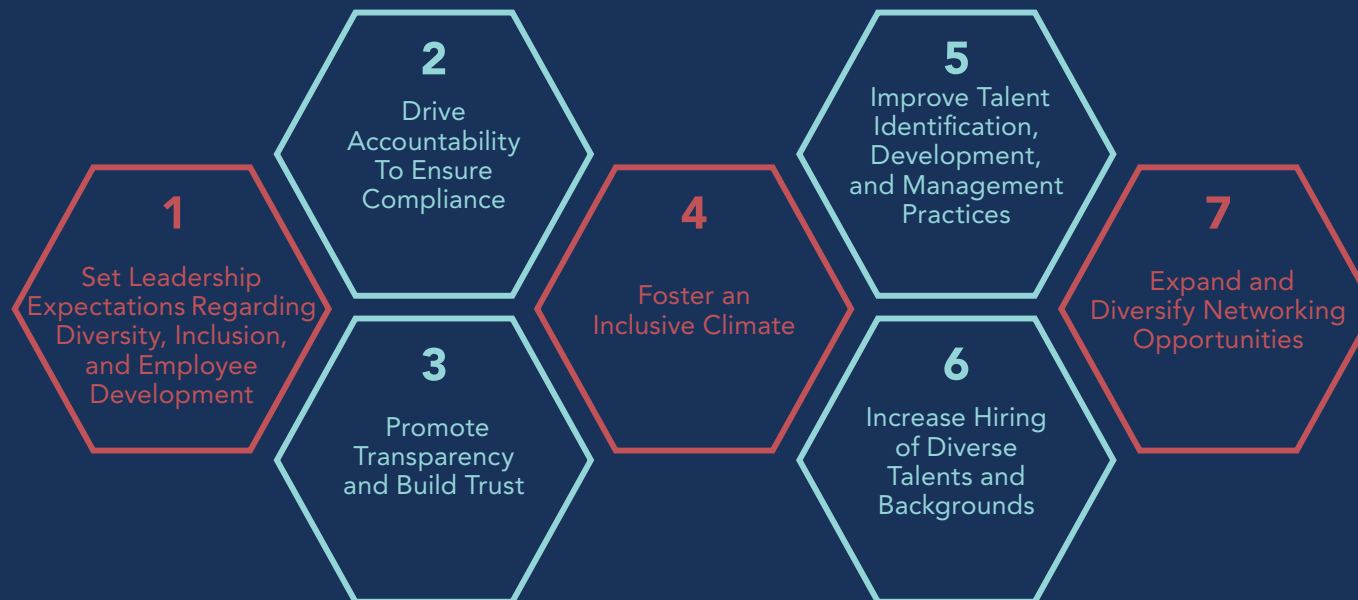 1
Set Leadership
Expectations Regarding
Diversity, Inclusion,
and Employee
Development
2
Drive
Accountability
To Ensure
Compliance
3
Promote
Transparency
and Build Trust
4
Foster an
Inclusive Climate
5
Improve Talent
Identification,
Development,
and Management
Practices
6
Increase Hiring
of Diverse
Talents and
Backgrounds
7
Expand and
Diversify Networking
Opportunities